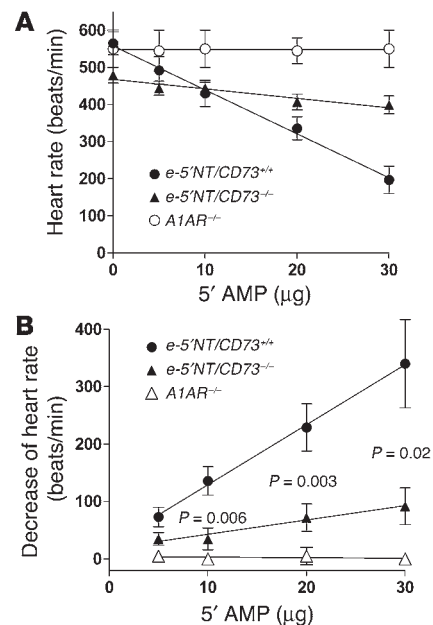 A
Heart rate (beats/min)
600
500
400
300
200
100
0
e-5′NT/CD73+/+
e-5′NT/CD73−/−
A1AR−/−
0
10
20
30
5′ AMP (μg)
B
Decrease of heart rate
(beats/min)
400
300
200
100
0
e-5′NT/CD73+/+
e-5′NT/CD73−/−
A1AR−/−
P = 0.006
P = 0.003
P = 0.02
0
10
20
30
5′ AMP (μg)